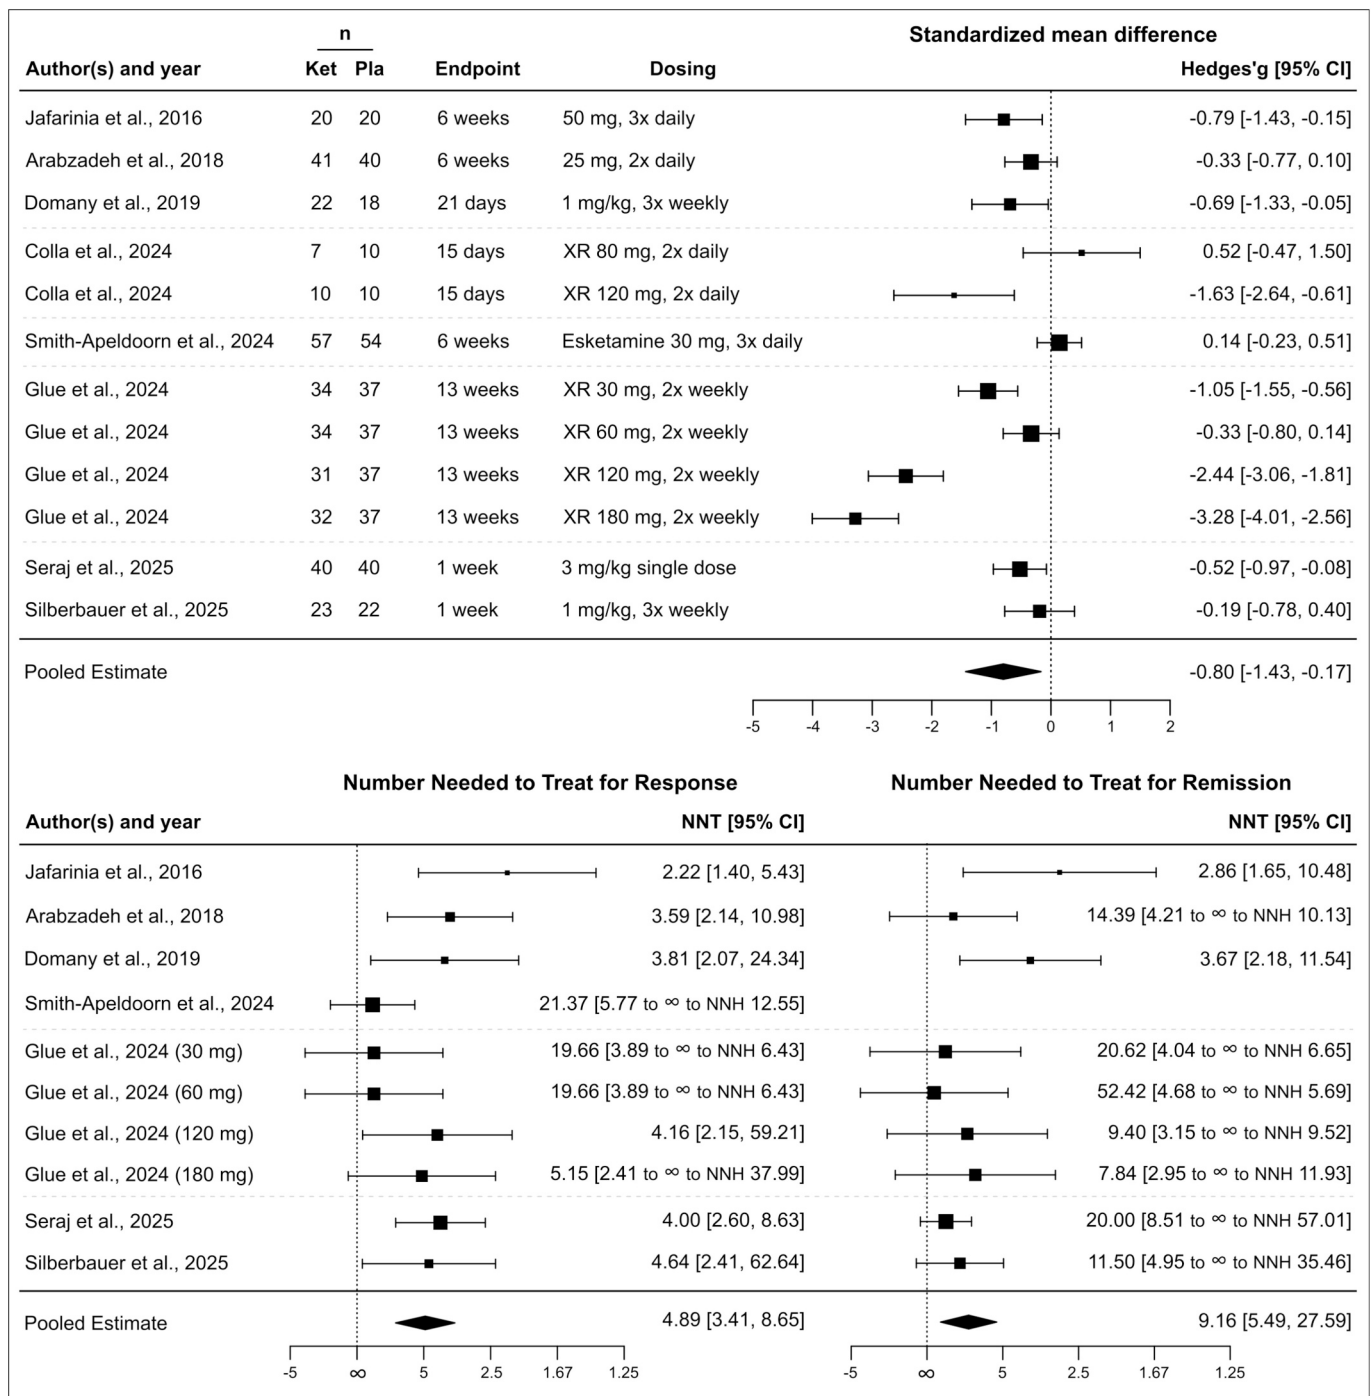 n
Standardized mean difference
Author(s) and year Ket Pla Endpoint Dosing Hedges'g [95% CI]
Jafarinia et al., 2016 20 20 6 weeks 50 mg, 3x daily -0.79 [-1.43, -0.15]
Arabzadeh et al., 2018 41 40 6 weeks 25 mg, 2x daily -0.33 [-0.77, 0.10]
Domany et al., 2019 22 18 21 days 1 mg/kg, 3x weekly -0.69 [-1.33, -0.05]
Colla et al., 2024 7 10 15 days XR 80 mg, 2x daily 0.52 [-0.47, 1.50]
Colla et al., 2024 10 10 15 days XR 120 mg, 2x daily -1.63 [-2.64, -0.61]
Smith-Apeldoorn et al., 2024 57 54 6 weeks Esketamine 30 mg, 3x daily 0.14 [-0.23, 0.51]
Glue et al., 2024 34 37 13 weeks XR 30 mg, 2x weekly -1.05 [-1.55, -0.56]
Glue et al., 2024 34 37 13 weeks XR 60 mg, 2x weekly -0.33 [-0.80, 0.14]
Glue et al., 2024 31 37 13 weeks XR 120 mg, 2x weekly -2.44 [-3.06, -1.81]
Glue et al., 2024 32 37 13 weeks XR 180 mg, 2x weekly -3.28 [-4.01, -2.56]
Seraj et al., 2025 40 40 1 week 3 mg/kg single dose -0.52 [-0.97, -0.08]
Silberbauer et al., 2025 23 22 1 week 1 mg/kg, 3x weekly -0.19 [-0.78, 0.40]
Pooled Estimate -0.80 [-1.43, -0.17]
-5 -4 -3 -2 -1 0 1 2
Number Needed to Treat for Response Number Needed to Treat for Remission
Author(s) and year NNT [95% CI] NNT [95% CI]
Jafarinia et al., 2016 2.22 [1.40, 5.43] 2.86 [1.65, 10.48]
Arabzadeh et al., 2018 3.59 [2.14, 10.98] 14.39 [4.21 to ∞ to NNH 10.13]
Domany et al., 2019 3.81 [2.07, 24.34] 3.67 [2.18, 11.54]
Smith-Apeldoorn et al., 2024 21.37 [5.77 to ∞ to NNH 12.55]
Glue et al., 2024 (30 mg) 19.66 [3.89 to ∞ to NNH 6.43] 20.62 [4.04 to ∞ to NNH 6.65]
Glue et al., 2024 (60 mg) 19.66 [3.89 to ∞ to NNH 6.43] 52.42 [4.68 to ∞ to NNH 5.69]
Glue et al., 2024 (120 mg) 4.16 [2.15, 59.21] 9.40 [3.15 to ∞ to NNH 9.52]
Glue et al., 2024 (180 mg) 5.15 [2.41 to ∞ to NNH 37.99] 7.84 [2.95 to ∞ to NNH 11.93]
Seraj et al., 2025 4.00 [2.60, 8.63] 20.00 [8.51 to ∞ to NNH 57.01]
Silberbauer et al., 2025 4.64 [2.41, 62.64] 11.50 [4.95 to ∞ to NNH 35.46]
Pooled Estimate 4.89 [3.41, 8.65] 9.16 [5.49, 27.59]
-5 ∞ 5 2.5 1.67 1.25 -5 ∞ 5 2.5 1.67 1.25